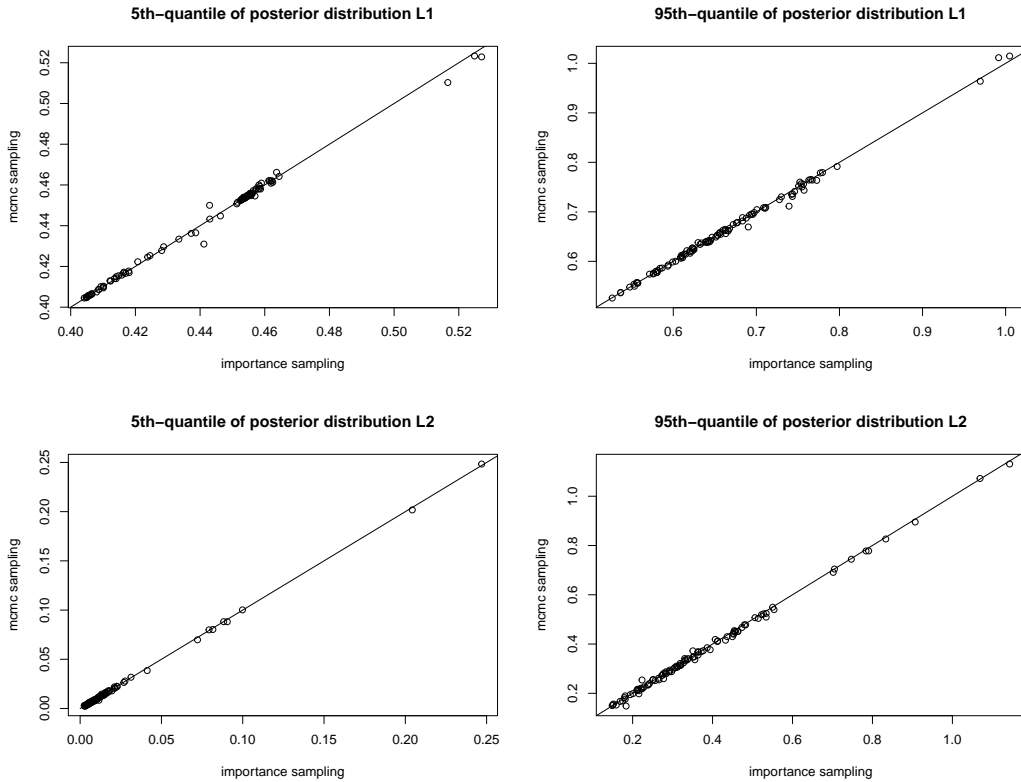 5th−quantile of posterior distribution L1
mcmc sampling
0.40 0.42 0.44 0.46 0.50 0.52
0.40 0.42 0.44 0.46 0.48 0.50 0.52
importance sampling
95th−quantile of posterior distribution L1
mcmc sampling
0.6 0.7 0.8 0.9 1.0
0.6 0.7 0.8 0.9 1.0
importance sampling
5th−quantile of posterior distribution L2
mcmc sampling
0.00 0.05 0.10 0.15 0.20 0.25
0.00 0.05 0.10 0.15 0.20 0.25
importance sampling
95th−quantile of posterior distribution L2
mcmc sampling
0.2 0.4 0.6 0.8 1.0
0.2 0.4 0.6 0.8 1.0
importance sampling